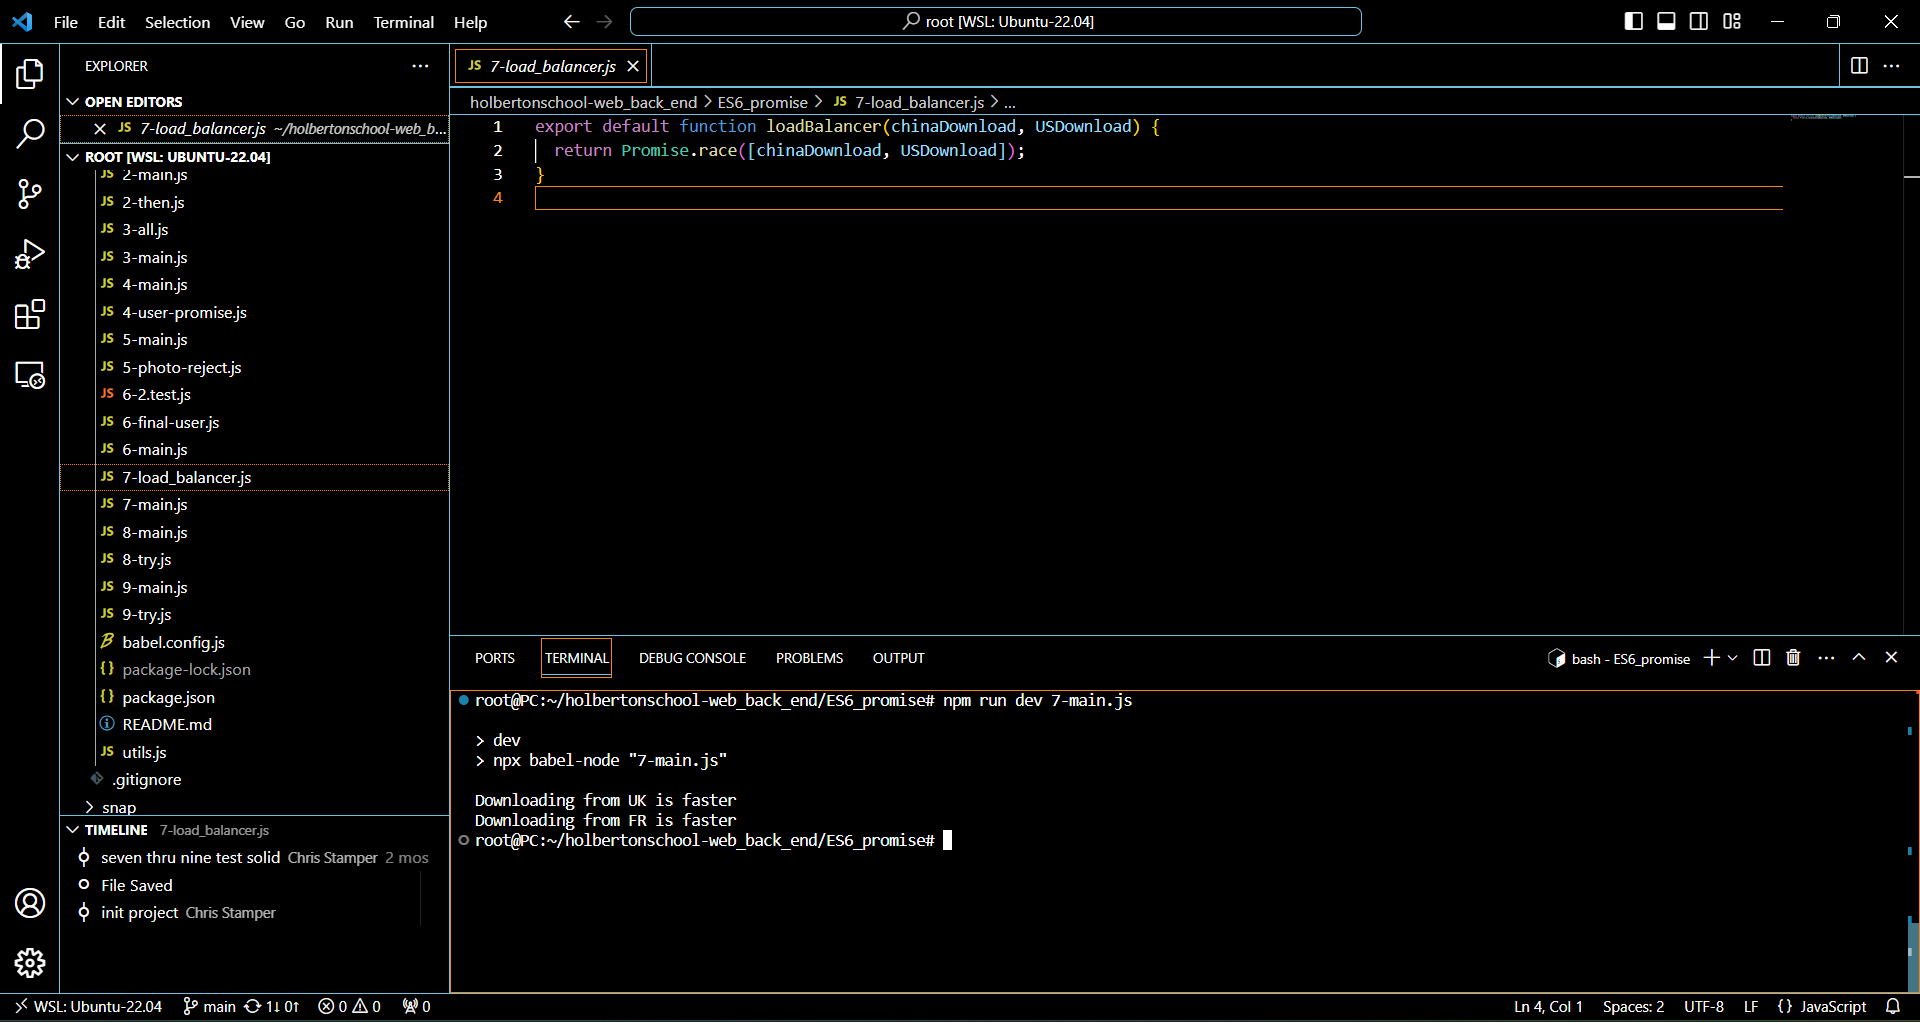 File Edit Selection View Go Run Terminal Help
root [WSL: Ubuntu-22.04]
EXPLORER
OPEN EDITORS
JS 7-load_balancer.js ~/holbertonschool-web_b...
ROOT [WSL: UBUNTU-22.04]
JS 2-main.js
JS 2-then.js
JS 3-all.js
JS 3-main.js
JS 4-main.js
JS 4-user-promise.js
JS 5-main.js
JS 5-photo-reject.js
JS 6-2.test.js
JS 6-final-user.js
JS 6-main.js
JS 7-load_balancer.js
JS 7-main.js
JS 8-main.js
JS 8-try.js
JS 9-main.js
JS 9-try.js
babel.config.js
{} package-lock.json
{} package.json
README.md
JS utils.js
.gitignore
> snap
TIMELINE 7-load_balancer.js
seven thru nine test solid Chris Stamper 2 mos
File Saved
init project Chris Stamper
JS 7-load_balancer.js
holbertonschool-web_back_end > ES6_promise > JS 7-load_balancer.js > ...
1 export default function loadBalancer(chinaDownload, USDownload) {
2 return Promise.race([chinaDownload, USDownload]);
3 }
4
PORTS TERMINAL DEBUG CONSOLE PROBLEMS OUTPUT
bash - ES6_promise
root@PC:~/holbertonschool-web_back_end/ES6_promise# npm run dev 7-main.js
> dev
> npx babel-node "7-main.js"
Downloading from UK is faster
Downloading from FR is faster
root@PC:~/holbertonschool-web_back_end/ES6_promise#
WSL: Ubuntu-22.04 main 1↓ 0↑ 0 0 0
Ln 4, Col 1 Spaces: 2 UTF-8 LF {} JavaScript